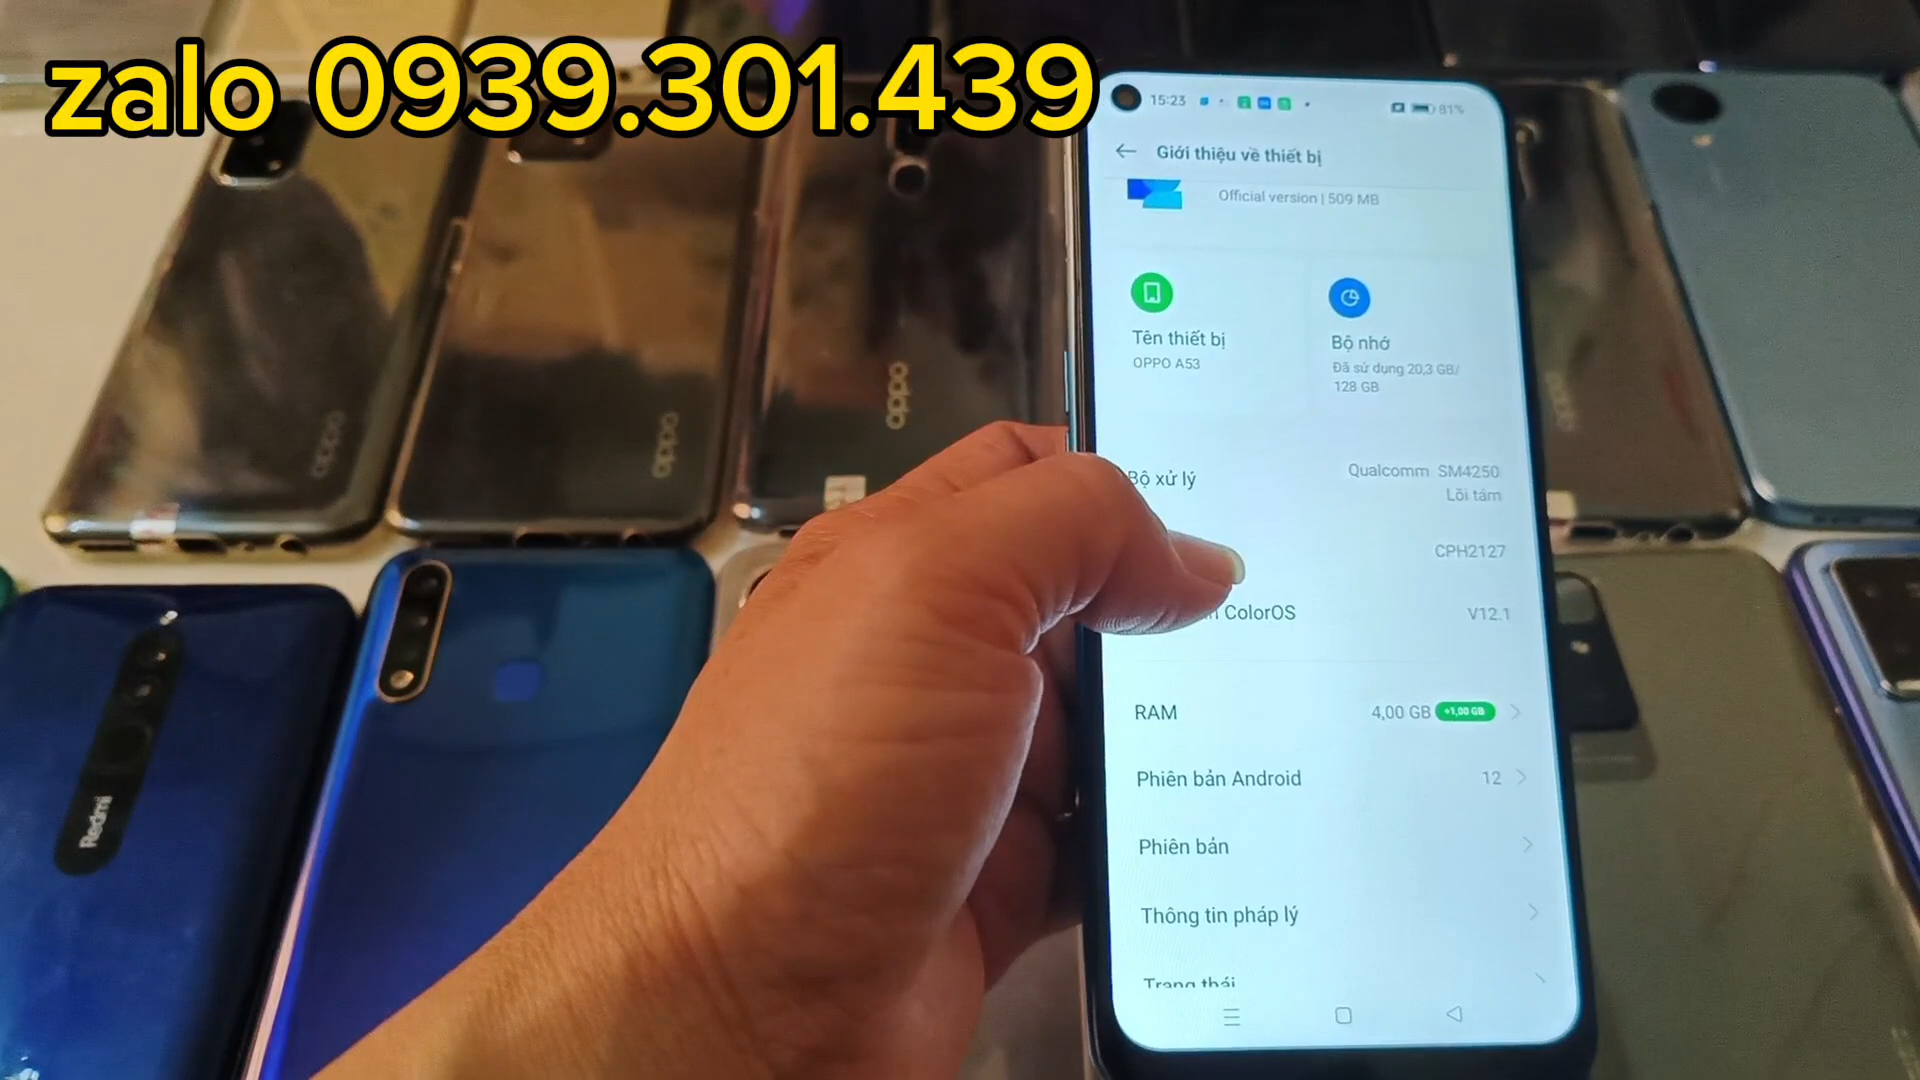 zalo 0939.301.439
15:23
81%
Giới thiệu về thiết bị
Official version | 509 MB
Tên thiết bị
OPPO A53
Bộ nhớ
Đã sử dụng 20,3 GB/
128 GB
Bộ xử lý
Qualcomm SM4250
Lõi tám
CPH2127
ColorOS
V12.1
RAM
4,00 GB +1,00 GB
Phiên bản Android
12
Phiên bản
Thông tin pháp lý
Trạng thái
oppo
oppo
oppo
oppo
Redmi